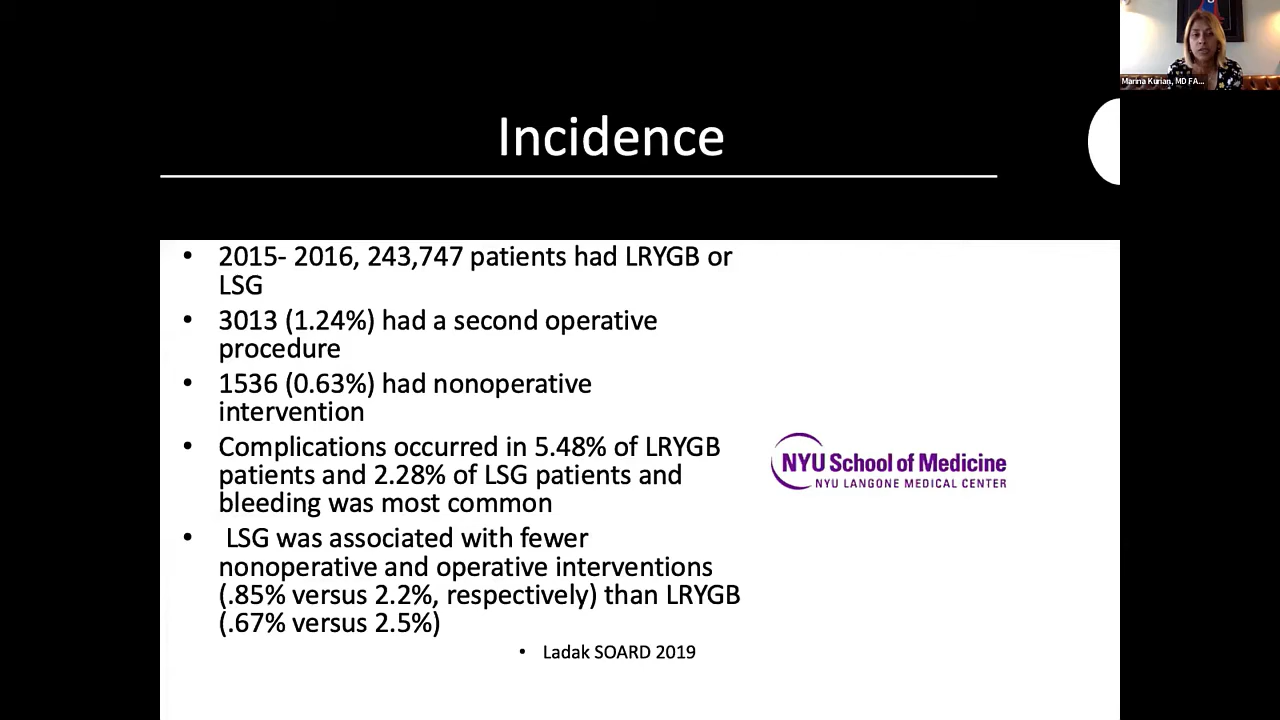 Marina Kurian, MD FA...
Incidence
• 2015- 2016, 243,747 patients had LRYGB or
LSG
• 3013 (1.24%) had a second operative
procedure
• 1536 (0.63%) had nonoperative
intervention
• Complications occurred in 5.48% of LRYGB
patients and 2.28% of LSG patients and
bleeding was most common
• LSG was associated with fewer
nonoperative and operative interventions
(.85% versus 2.2%, respectively) than LRYGB
(.67% versus 2.5%)
• Ladak SOARD 2019
NYU School of Medicine
NYU LANGONE MEDICAL CENTER